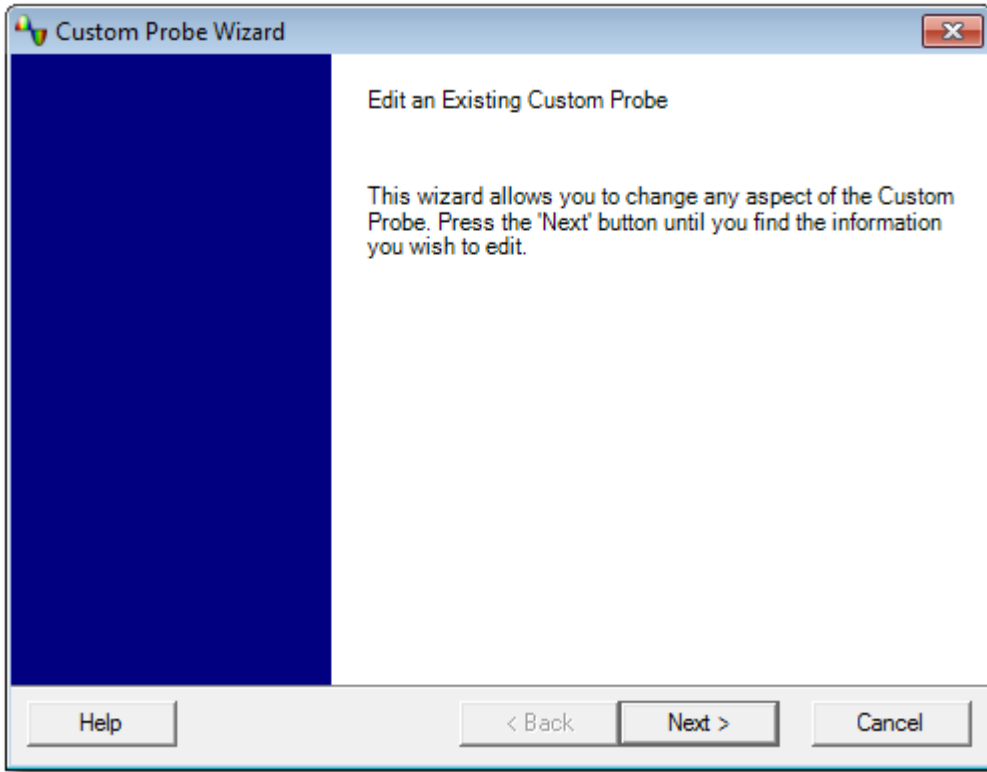 Custom Probe Wizard
Edit an Existing Custom Probe
This wizard allows you to change any aspect of the Custom
Probe. Press the 'Next' button until you find the information
you wish to edit.
Help
< Back
Next >
Cancel